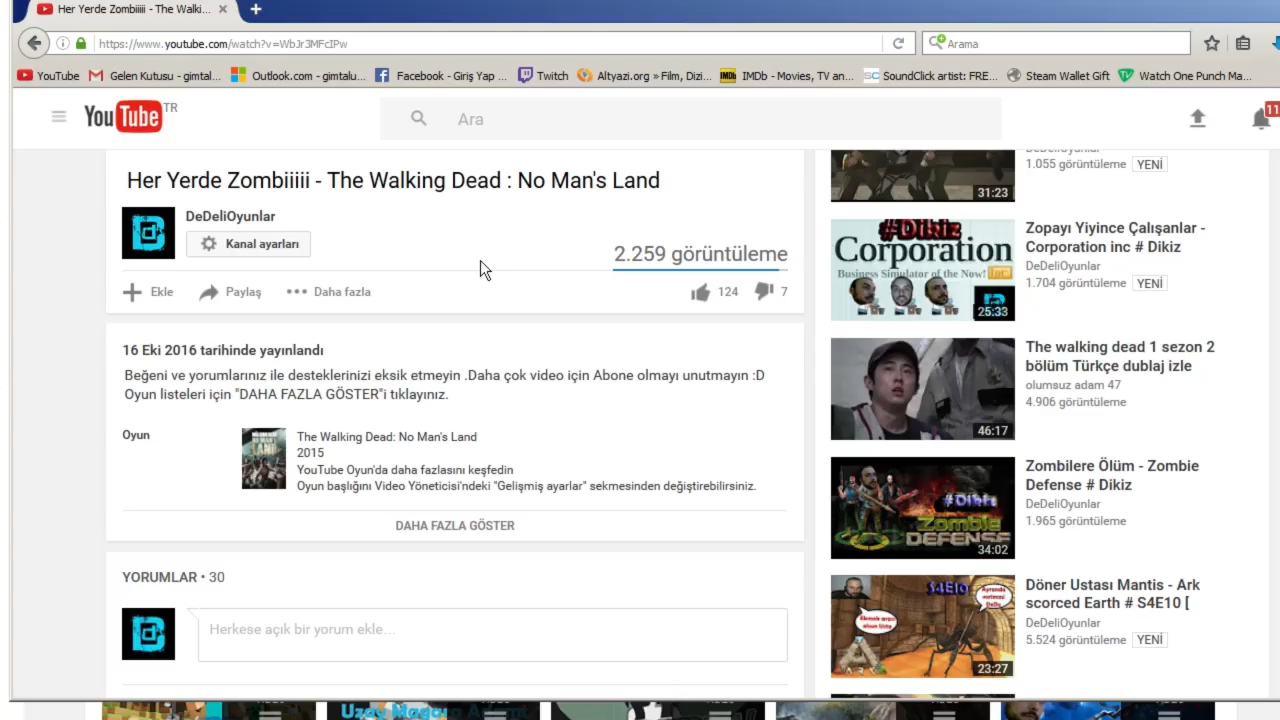 Her Yerde Zombiiiii - The Walki...
https://www.youtube.com/watch?v=WbJr3MFcIPw
Arama
YouTube
Gelen Kutusu - gimtal...
Outlook.com - gimtalu...
Facebook - Giriş Yap ...
Twitch
Altyazi.org » Film, Dizi...
IMDb - Movies, TV an...
SoundClick artist: FRE...
Steam Wallet Gift
Watch One Punch Ma...
YouTube TR
Ara
11
Her Yerde Zombiiiii - The Walking Dead : No Man's Land
DeDeliOyunlar
Kanal ayarları
2.259 görüntüleme
Ekle
Paylaş
Daha fazla
124
7
16 Eki 2016 tarihinde yayınlandı
Beğeni ve yorumlarınız ile desteklerinizi eksik etmeyin .Daha çok video için Abone olmayı unutmayın :D
Oyun listeleri için "DAHA FAZLA GÖSTER"i tıklayınız.
Oyun
The Walking Dead: No Man's Land
2015
YouTube Oyun'da daha fazlasını keşfedin
Oyun başlığını Video Yöneticisi'ndeki "Gelişmiş ayarlar" sekmesinden değiştirebilirsiniz.
DAHA FAZLA GÖSTER
YORUMLAR • 30
Herkese açık bir yorum ekle...
31:23
1.055 görüntüleme YENİ
#Dikiz
Corporation
Business Simulator of the Now! Inc
25:33
Zopayı Yiyince Çalışanlar -
Corporation inc # Dikiz
DeDeliOyunlar
1.704 görüntüleme YENİ
46:17
The walking dead 1 sezon 2
bölüm Türkçe dublaj izle
olumsuz adam 47
4.906 görüntüleme
#Dikiz
Zombie
DEFENSE
34:02
Zombilere Ölüm - Zombie
Defense # Dikiz
DeDeliOyunlar
1.965 görüntüleme
S4E10
ARK
23:27
Döner Ustası Mantis - Ark
scorced Earth # S4E10 [
DeDeliOyunlar
5.524 görüntüleme YENİ